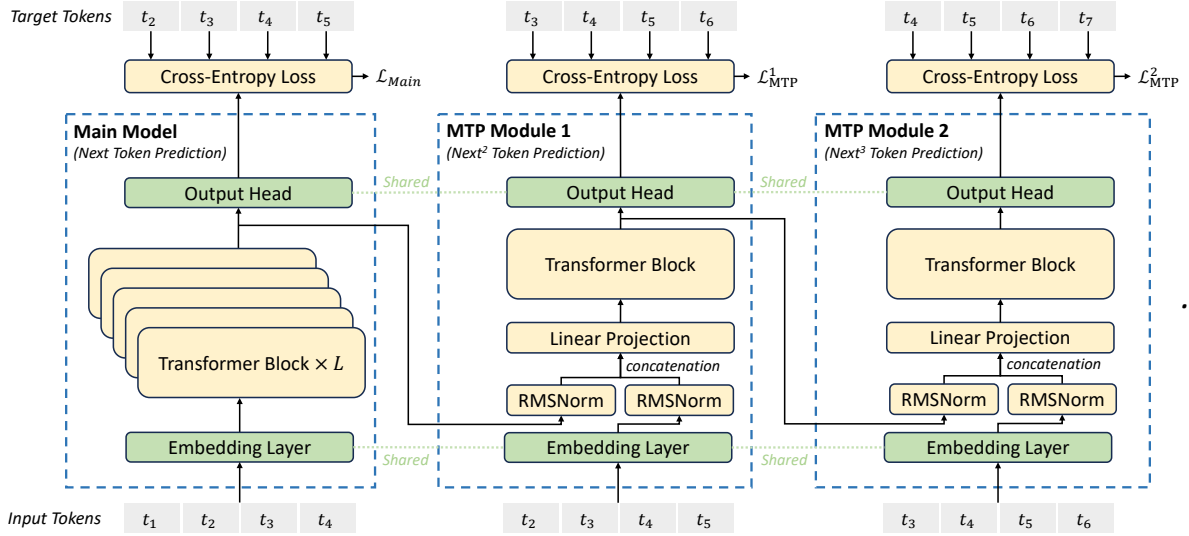 Target Tokens t₂ t₃ t₄ t₅ t₃ t₄ t₅ t₆ t₄ t₅ t₆ t₇
Cross-Entropy Loss ℒ_Main Cross-Entropy Loss ℒ¹_MTP Cross-Entropy Loss ℒ²_MTP
Main Model MTP Module 1 MTP Module 2
(Next Token Prediction) (Next² Token Prediction) (Next³ Token Prediction)
Output Head Shared Output Head Shared Output Head
Transformer Block Transformer Block
Linear Projection Linear Projection
Transformer Block × L concatenation concatenation
RMSNorm RMSNorm RMSNorm RMSNorm
Embedding Layer Shared Embedding Layer Shared Embedding Layer
Input Tokens t₁ t₂ t₃ t₄ t₂ t₃ t₄ t₅ t₃ t₄ t₅ t₆